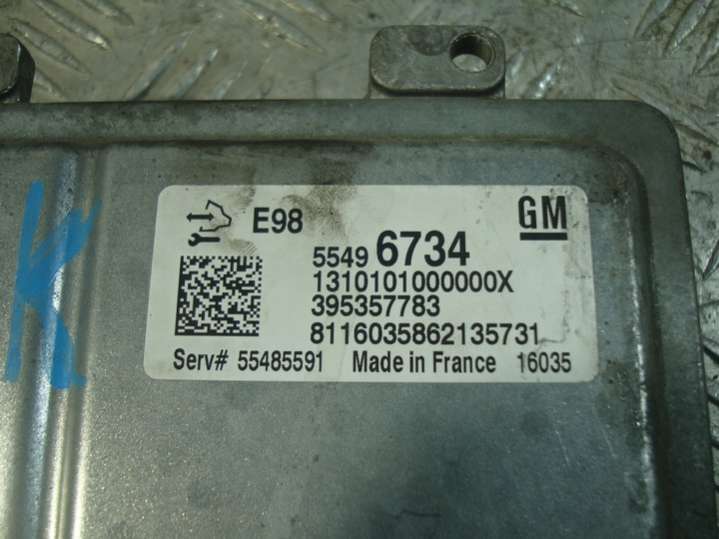 K
E98
GM
5549 6734
1310101000000X
395357783
8116035862135731
Serv# 55485591 Made in France 16035